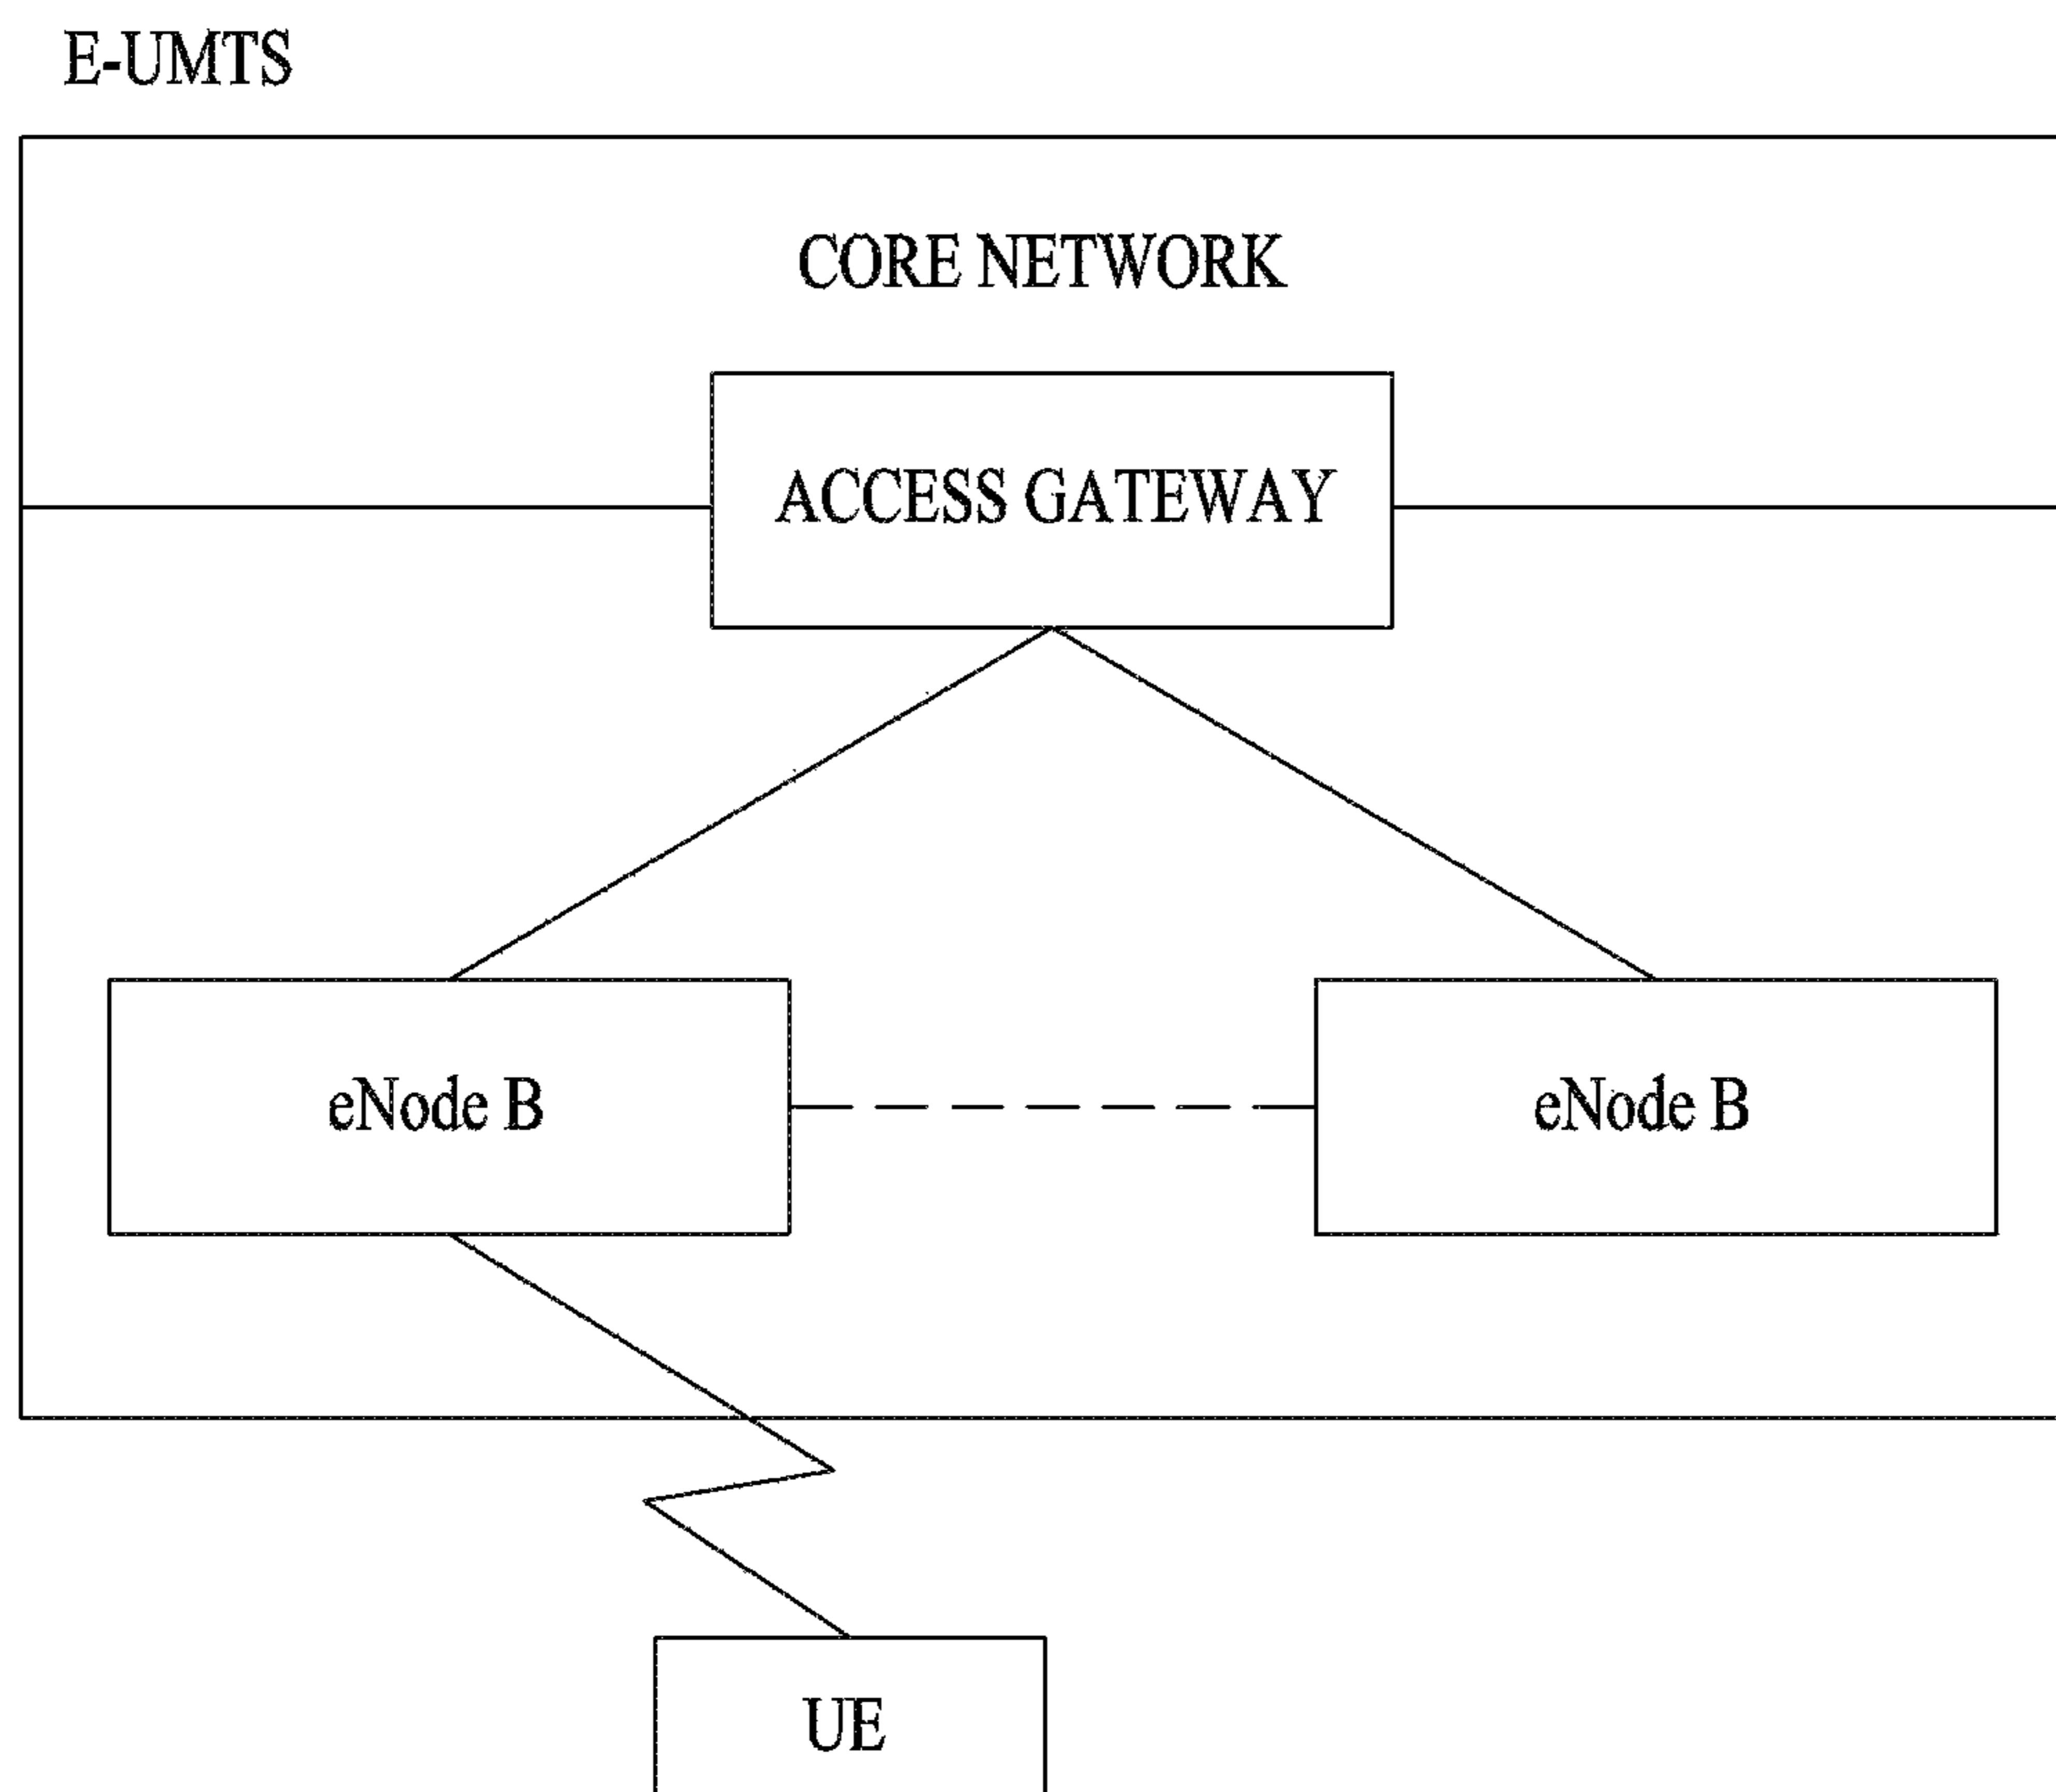 E-UMTS
CORE NETWORK
ACCESS GATEWAY
eNode B
eNode B
UE